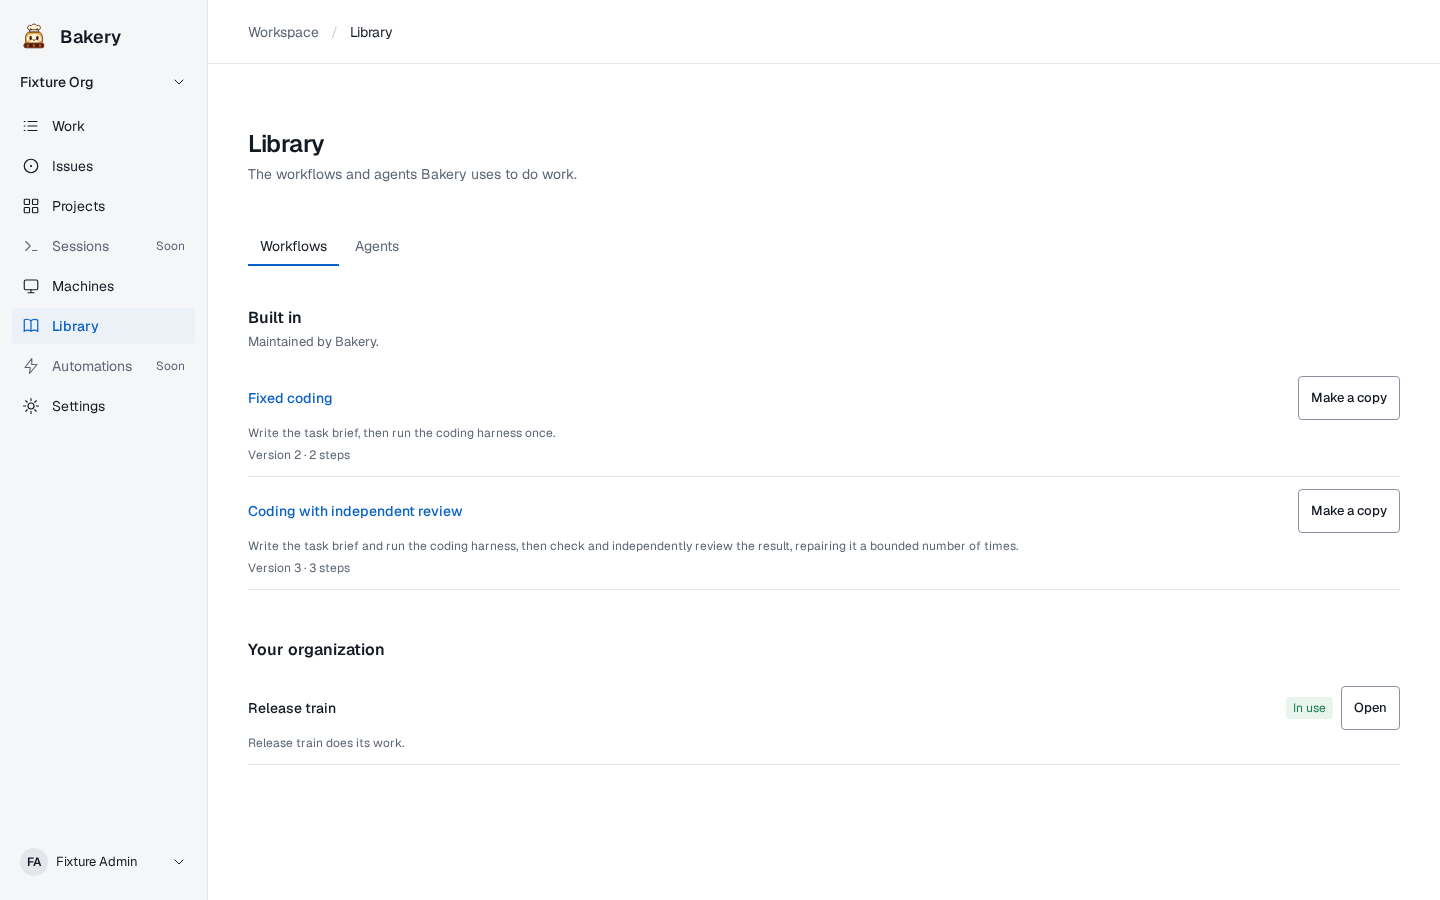 Bakery
Fixture Org
Work
Issues
Projects
Sessions Soon
Machines
Library
Automations Soon
Settings
FA Fixture Admin
Workspace / Library
Library
The workflows and agents Bakery uses to do work.
Workflows Agents
Built in
Maintained by Bakery.
Fixed coding Make a copy
Write the task brief, then run the coding harness once.
Version 2 · 2 steps
Coding with independent review Make a copy
Write the task brief and run the coding harness, then check and independently review the result, repairing it a bounded number of times.
Version 3 · 3 steps
Your organization
Release train In use Open
Release train does its work.